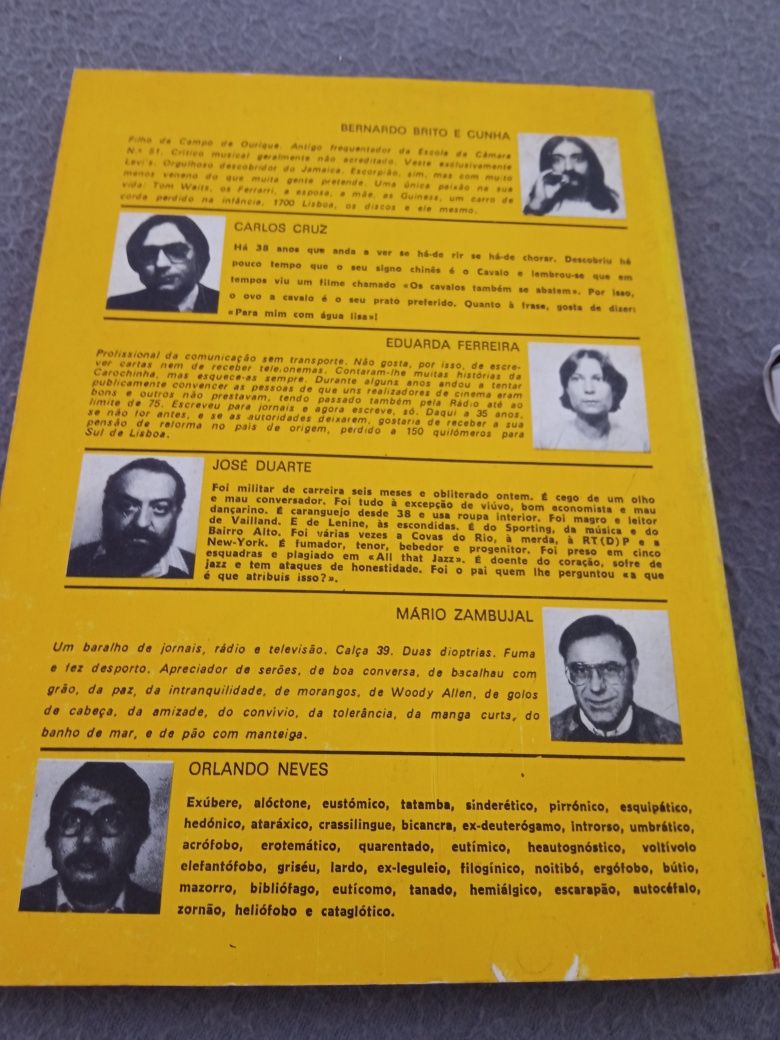 BERNARDO BRITO E CUNHA
Filho de Campo de Ourique. Antigo frequentador da Escola da Câmara
N.º 51. Crítico musical geralmente não acreditado. Veste exclusivamente
Levi's. Orgulhoso descobridor do Jamaica. Escorpião, sim, mas com muito
menos veneno do que muita gente pretende. Uma única paixão na sua
vida: Tom Waits, os Ferrari, a esposa, a mãe, as Guiness, um carro de
corda perdido na infância, 1700 Lisboa, os discos e ele mesmo.
CARLOS CRUZ
Há 38 anos que anda a ver se há-de rir se há-de chorar. Descobriu há
pouco tempo que o seu signo chinês é o Cavalo e lembrou-se que em
tempos viu um filme chamado «Os cavalos também se abatem». Por isso,
o ovo a cavalo é o seu prato preferido. Quanto à frase, gosta de dizer:
«Para mim com água lisa»!
EDUARDA FERREIRA
Profissional da comunicação sem transporte. Não gosta, por isso, de escre-
ver cartas nem de receber telefonemas. Contaram-lhe muitas histórias da
Carochinha, mas esquece-as sempre. Durante alguns anos andou a tentar
publicamente convencer as pessoas de que uns realizadores de cinema eram
bons e outros não prestavam, tendo passado também pela Rádio até ao
limite de 75. Escreveu para jornais e agora escreve, só. Daqui a 35 anos,
se não for antes, e se as autoridades deixarem, gostaria de receber a sua
pensão de reforma no país de origem, perdido a 150 quilómeros para
Sul de Lisboa.
JOSÉ DUARTE
Foi militar de carreira seis meses e obliterado ontem. É cego de um olho
e mau conversador. Foi tudo à excepção de viúvo, bom economista e mau
dançarino. É caranguejo desde 38 e usa roupa interior. Foi magro e leitor
de Vailland. E de Lenine, às escondidas. É do Sporting, da música e do
Bairro Alto. Foi várias vezes a Covas do Rio, à merda, à RT(D)P e a
New-York. É fumador, tenor, bebedor e progenitor. Foi preso em cinco
esquadras e plagiado em «All that Jazz». É doente do coração, sofre de
jazz e tem ataques de honestidade. Foi o pai quem lhe perguntou «a que
é que atribuis isso?».
MÁRIO ZAMBUJAL
Um baralho de jornais, rádio e televisão. Calça 39. Duas dioptrias. Fuma
e fez desporto. Apreciador de serões, de boa conversa, de bacalhau com
grão, da paz, da intranquilidade, de morangos, de Woody Allen, de golos
de cabeça, da amizade, do convívio, da tolerância, da manga curta, do
banho de mar, e de pão com manteiga.
ORLANDO NEVES
Exúbere, alóctone, eustómico, tatamba, sinderético, pirrónico, esquipático,
hedónico, ataráxico, crassilingue, bicancra, ex-deuterógamo, introrso, umbrático,
acrófobo, erotemático, quarentado, eutímico, heautognóstico, voltívolo
elefantófobo, griséu, lardo, ex-leguleio, filogínico, noitibó, ergófobo, bútio,
mazorro, bibliófago, eutícomo, tanado, hemiálgico, escarapão, autocéfalo,
zornão, heliófobo e cataglótico.